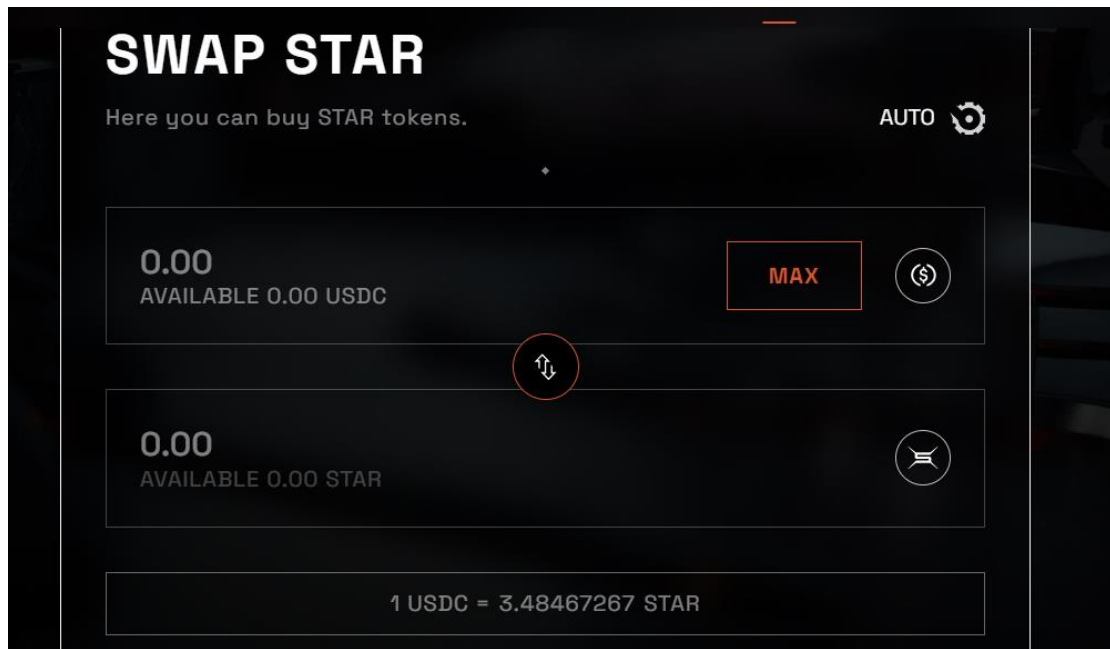 SWAP STAR
Here you can buy STAR tokens.
AUTO
0.00
AVAILABLE 0.00 USDC
MAX
0.00
AVAILABLE 0.00 STAR
1 USDC = 3.48467267 STAR